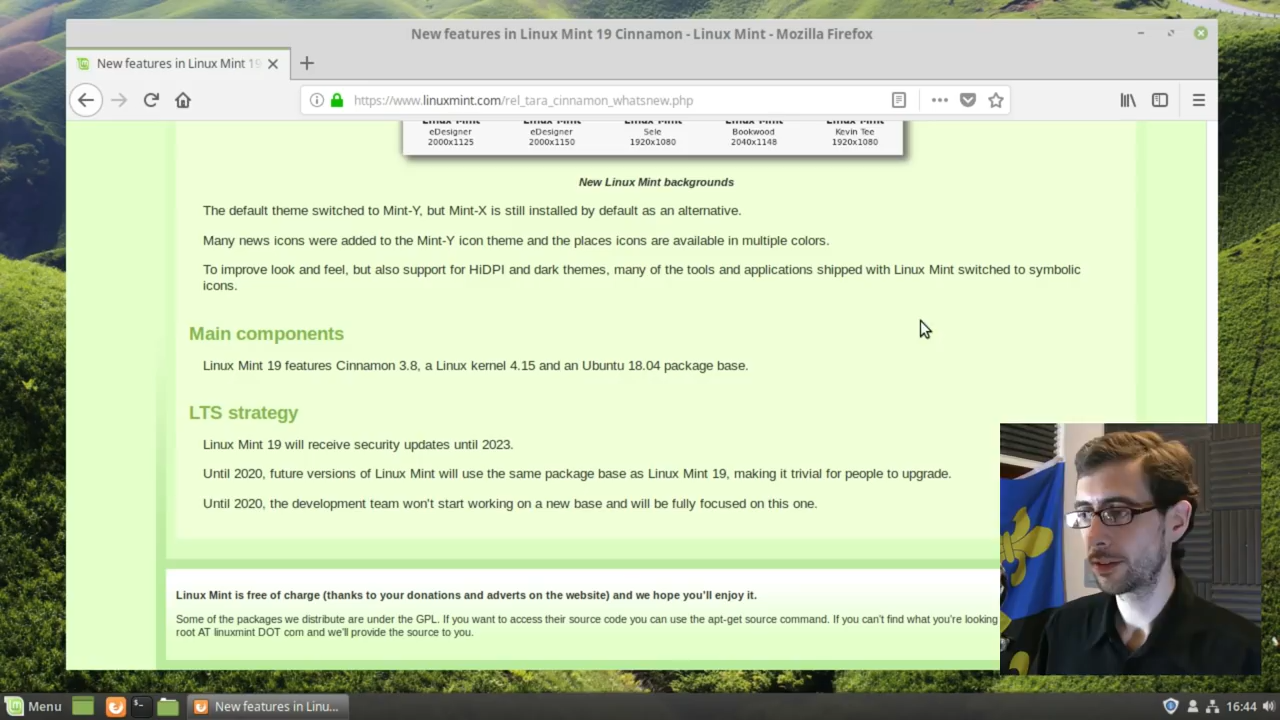 New features in Linux Mint 19 Cinnamon - Linux Mint - Mozilla Firefox
New features in Linux Mint 19
https://www.linuxmint.com/rel_tara_cinnamon_whatsnew.php
Linux Mint Linux Mint Linux Mint Linux Mint Linux Mint
eDesigner eDesigner Sele Bookwood Kevin Tee
2000x1125 2000x1150 1920x1080 2040x1148 1920x1080
New Linux Mint backgrounds
The default theme switched to Mint-Y, but Mint-X is still installed by default as an alternative.
Many news icons were added to the Mint-Y icon theme and the places icons are available in multiple colors.
To improve look and feel, but also support for HiDPI and dark themes, many of the tools and applications shipped with Linux Mint switched to symbolic
icons.
Main components
Linux Mint 19 features Cinnamon 3.8, a Linux kernel 4.15 and an Ubuntu 18.04 package base.
LTS strategy
Linux Mint 19 will receive security updates until 2023.
Until 2020, future versions of Linux Mint will use the same package base as Linux Mint 19, making it trivial for people to upgrade.
Until 2020, the development team won't start working on a new base and will be fully focused on this one.
Linux Mint is free of charge (thanks to your donations and adverts on the website) and we hope you'll enjoy it.
Some of the packages we distribute are under the GPL. If you want to access their source code you can use the apt-get source command. If you can't find what you're looking
root AT linuxmint DOT com and we'll provide the source to you.
Menu
New features in Linu...
16:44